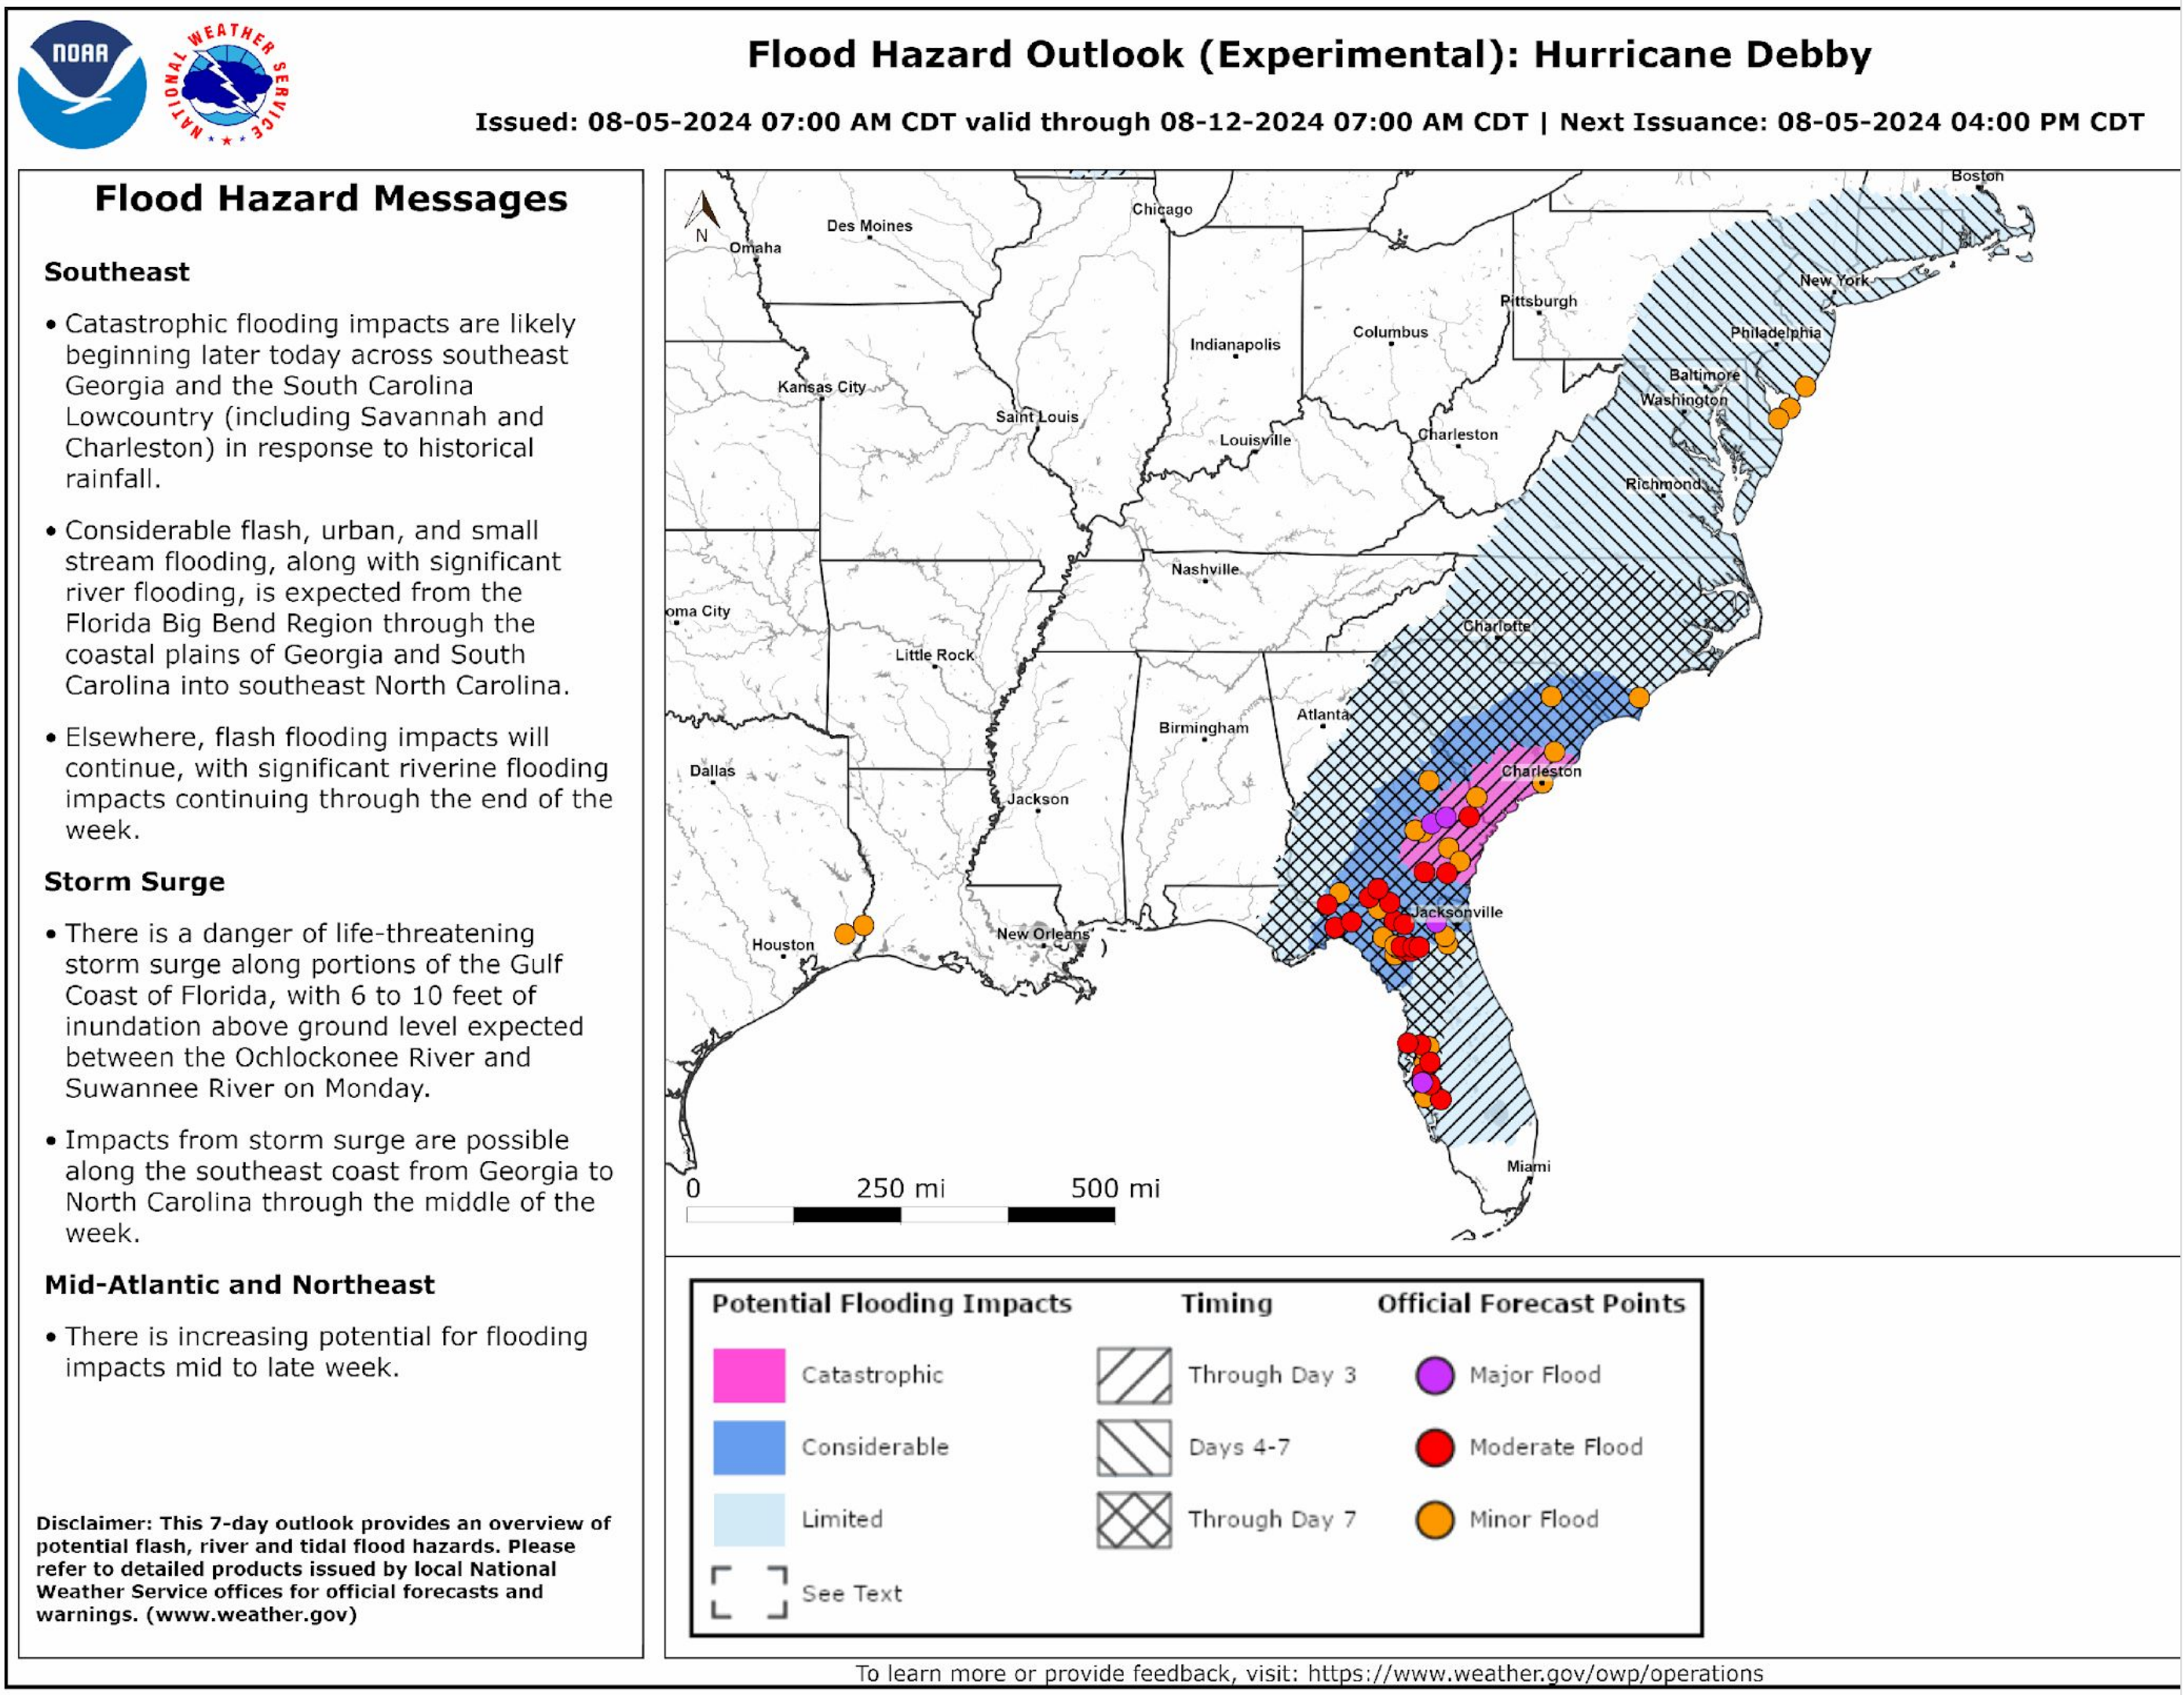 NOAA
NATIONAL WEATHER SERVICE
Flood Hazard Outlook (Experimental): Hurricane Debby
Issued: 08-05-2024 07:00 AM CDT valid through 08-12-2024 07:00 AM CDT | Next Issuance: 08-05-2024 04:00 PM CDT
Flood Hazard Messages
Southeast
• Catastrophic flooding impacts are likely
beginning later today across southeast
Georgia and the South Carolina
Lowcountry (including Savannah and
Charleston) in response to historical
rainfall.
• Considerable flash, urban, and small
stream flooding, along with significant
river flooding, is expected from the
Florida Big Bend Region through the
coastal plains of Georgia and South
Carolina into southeast North Carolina.
• Elsewhere, flash flooding impacts will
continue, with significant riverine flooding
impacts continuing through the end of the
week.
Storm Surge
• There is a danger of life-threatening
storm surge along portions of the Gulf
Coast of Florida, with 6 to 10 feet of
inundation above ground level expected
between the Ochlockonee River and
Suwannee River on Monday.
• Impacts from storm surge are possible
along the southeast coast from Georgia to
North Carolina through the middle of the
week.
Mid-Atlantic and Northeast
• There is increasing potential for flooding
impacts mid to late week.
Disclaimer: This 7-day outlook provides an overview of
potential flash, river and tidal flood hazards. Please
refer to detailed products issued by local National
Weather Service offices for official forecasts and
warnings. (www.weather.gov)
N
Boston
Chicago
Des Moines
Omaha
New York
Pittsburgh
Philadelphia
Columbus
Indianapolis
Baltimore
Kansas City
Washington
Saint Louis
Charleston
Louisville
Richmond
Nashville
oma City
Charlotte
Little Rock
Atlanta
Birmingham
Dallas
Charleston
Jackson
Jacksonville
New Orleans
Houston
Miami
0 250 mi 500 mi
Potential Flooding Impacts
Catastrophic
Considerable
Limited
See Text
Timing
Through Day 3
Days 4-7
Through Day 7
Official Forecast Points
Major Flood
Moderate Flood
Minor Flood
To learn more or provide feedback, visit: https://www.weather.gov/owp/operations